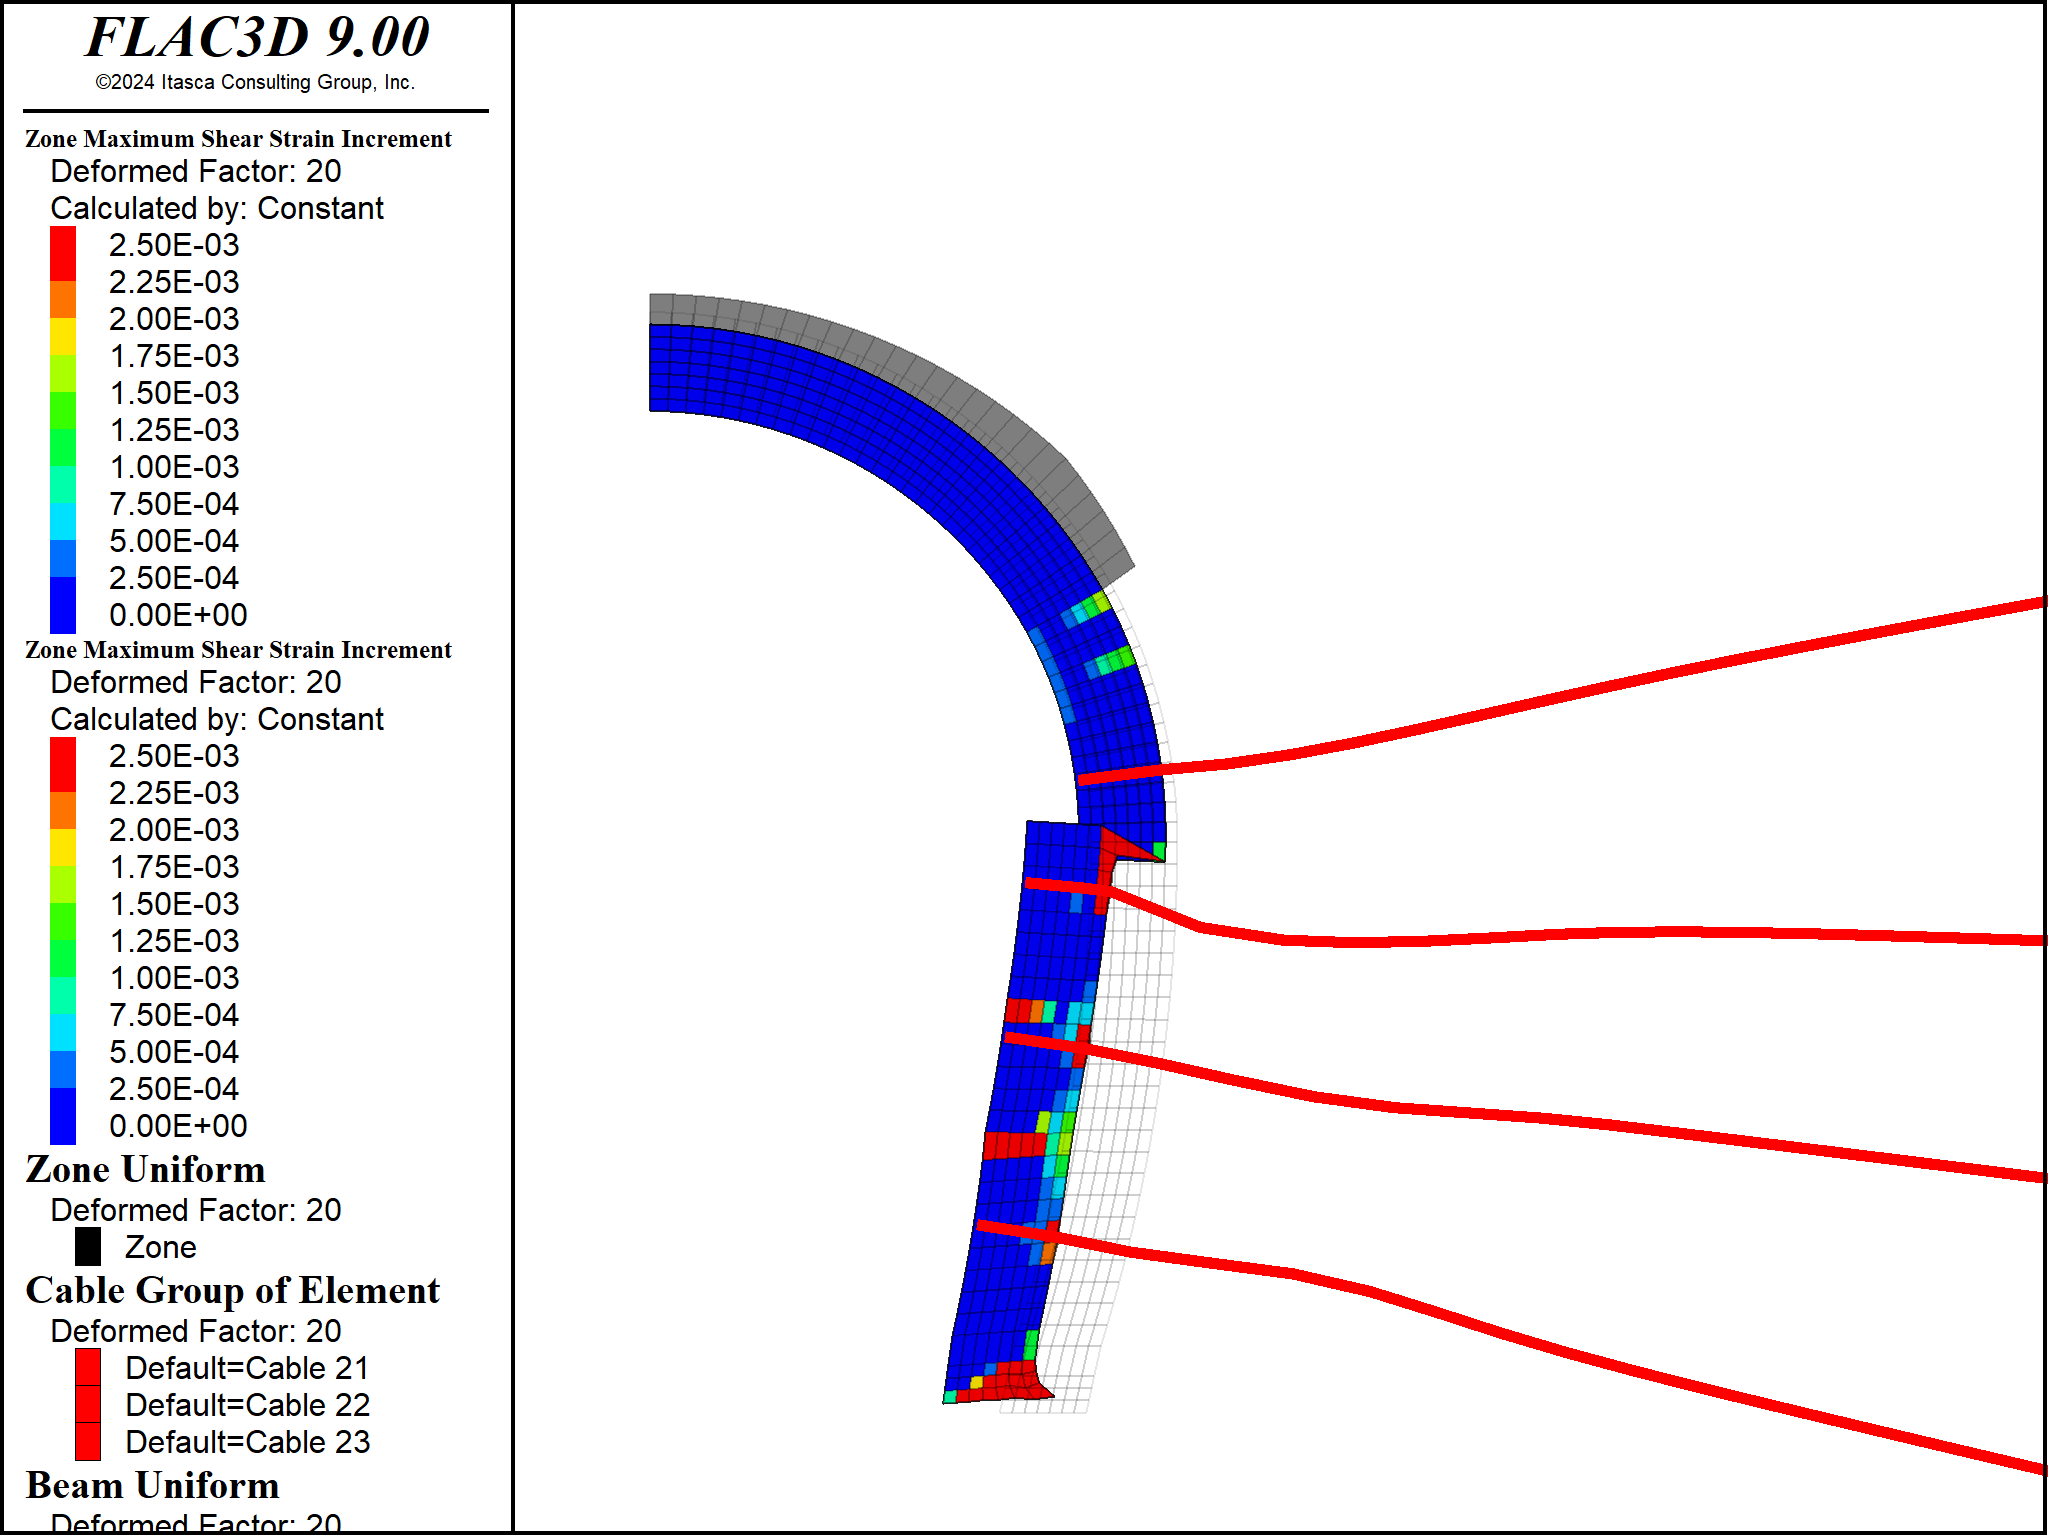 FLAC3D 9.00
©2024 Itasca Consulting Group, Inc.
Zone Maximum Shear Strain Increment
Deformed Factor: 20
Calculated by: Constant
2.50E-03
2.25E-03
2.00E-03
1.75E-03
1.50E-03
1.25E-03
1.00E-03
7.50E-04
5.00E-04
2.50E-04
0.00E+00
Zone Maximum Shear Strain Increment
Deformed Factor: 20
Calculated by: Constant
2.50E-03
2.25E-03
2.00E-03
1.75E-03
1.50E-03
1.25E-03
1.00E-03
7.50E-04
5.00E-04
2.50E-04
0.00E+00
Zone Uniform
Deformed Factor: 20
Zone
Cable Group of Element
Deformed Factor: 20
Default=Cable 21
Default=Cable 22
Default=Cable 23
Beam Uniform
Deformed Factor: 20